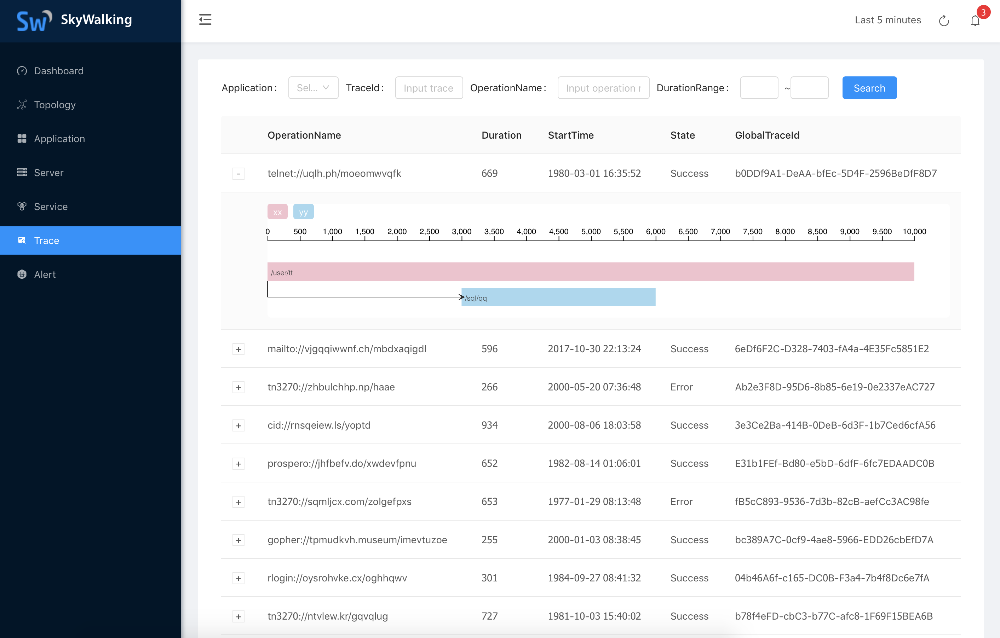 Sw SkyWalking
Last 5 minutes
3
Dashboard
Topology
Application
Server
Service
Trace
Alert
Application: Sel... TraceId: Input trace OperationName: Input operation r DurationRange: ~ Search
OperationName Duration StartTime State GlobalTraceId
- telnet://uqlh.ph/moeomwvqfk 669 1980-03-01 16:35:52 Success b0DDf9A1-DeAA-bfEc-5D4F-2596BeDfF8D7
xx yy
0 500 1,000 1,500 2,000 2,500 3,000 3,500 4,000 4,500 5,000 5,500 6,000 6,500 7,000 7,500 8,000 8,500 9,000 9,500 10,000
/user/tt
/sql/qq
+ mailto://vjgqqiwwnf.ch/mbdxaqigdl 596 2017-10-30 22:13:24 Success 6eDf6F2C-D328-7403-fA4a-4E35Fc5851E2
+ tn3270://zhbulchhp.np/haae 266 2000-05-20 07:36:48 Error Ab2e3F8D-95D6-8b85-6e19-0e2337eAC727
+ cid://rnsqeiew.ls/yoptd 934 2000-08-06 18:03:58 Success 3e3Ce2Ba-414B-0DeB-6d3F-1b7Ced6cfA56
+ prospero://jhfbefv.do/xwdevfpnu 652 1982-08-14 01:06:01 Success E31b1FEf-Bd80-e5bD-6dfF-6fc7EDAADC0B
+ tn3270://sqmljcx.com/zolgefpxs 653 1977-01-29 08:13:48 Error fB5cC893-9536-7d3b-82cB-aefCc3AC98fe
+ gopher://tpmudkvh.museum/imevtuzoe 255 2000-01-03 08:38:45 Success bc389A7C-0cf9-4ae8-5966-EDD26cbEfD7A
+ rlogin://oysrohvke.cx/oghhqwv 301 1984-09-27 08:41:32 Success 04b46A6f-c165-DC0B-F3a4-7b4f8Dc6e7fA
+ tn3270://ntvlew.kr/gqvqlug 727 1981-10-03 15:40:02 Success b78f4eFD-cbC3-b77C-afc8-1F69F15BEA6B